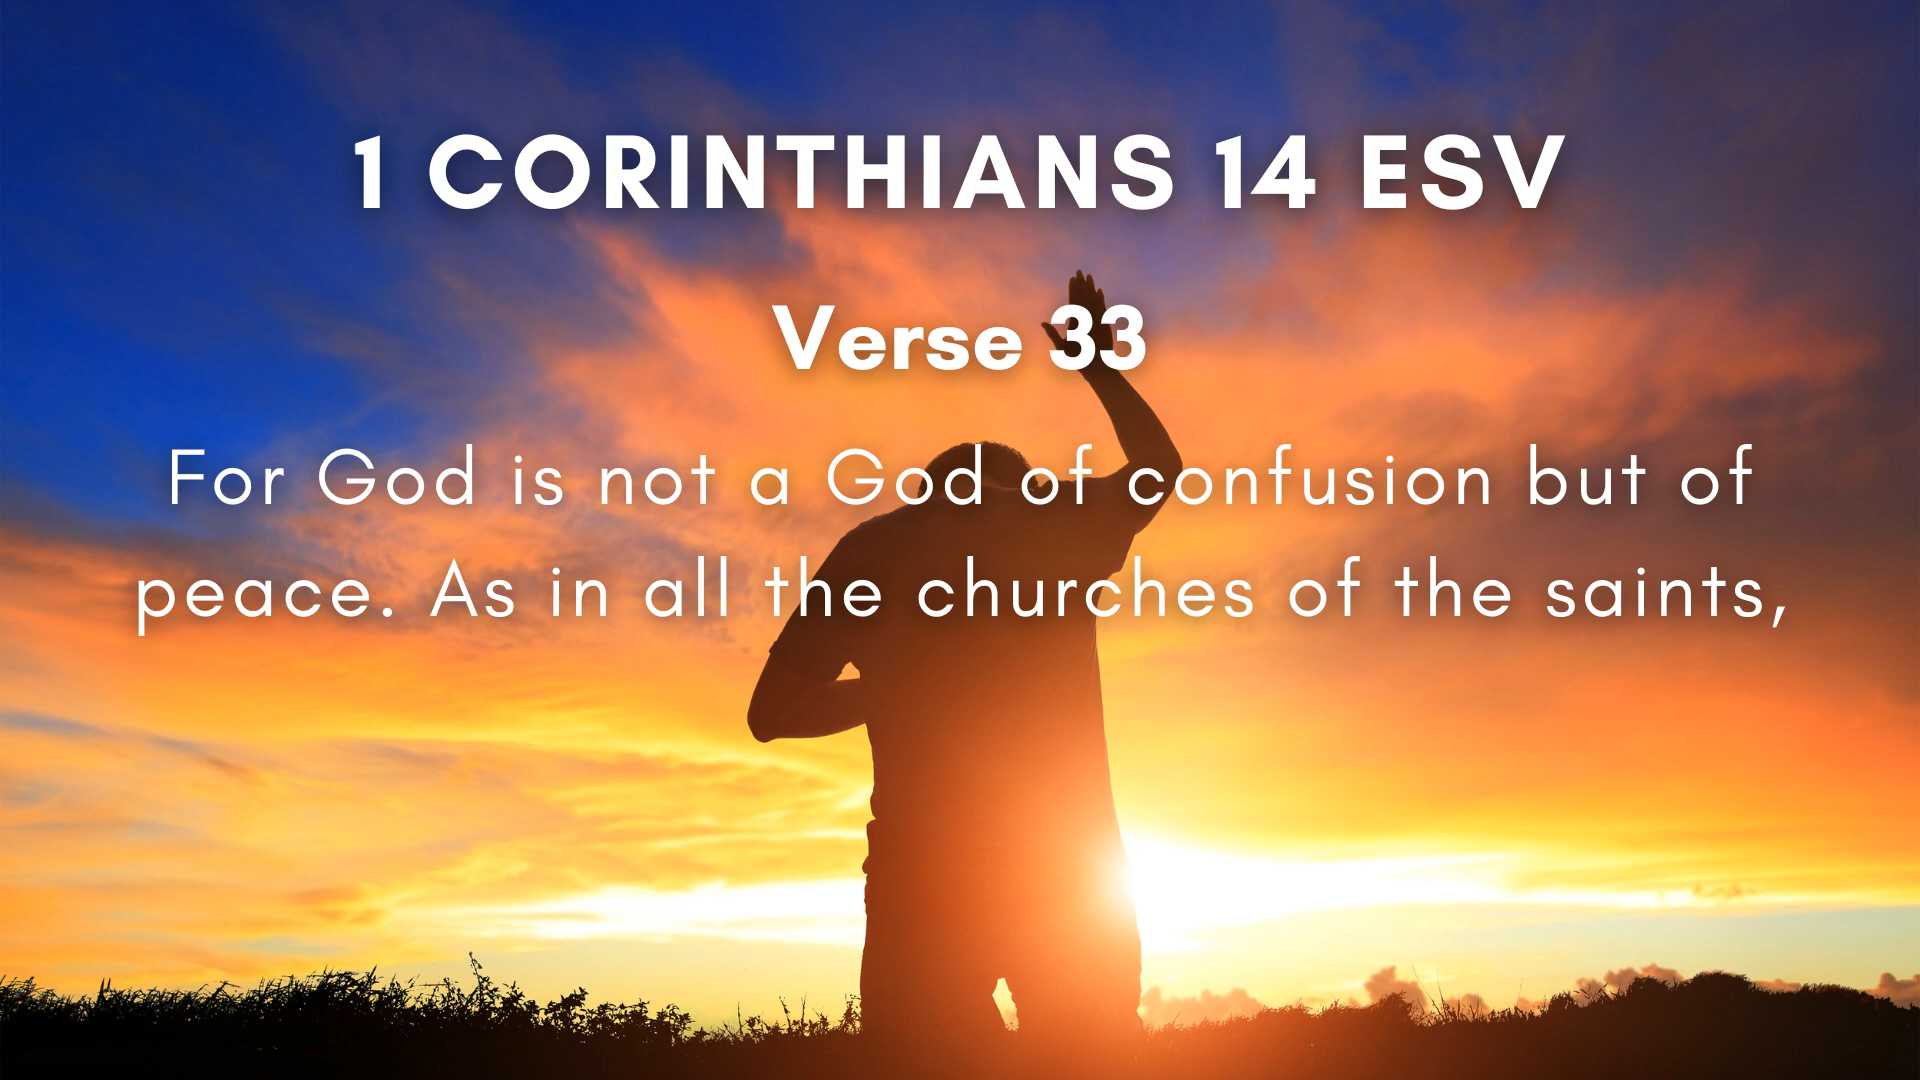 1 CORINTHIANS 14 ESV
Verse 33
For God is not a God of confusion but of
peace. As in all the churches of the saints,